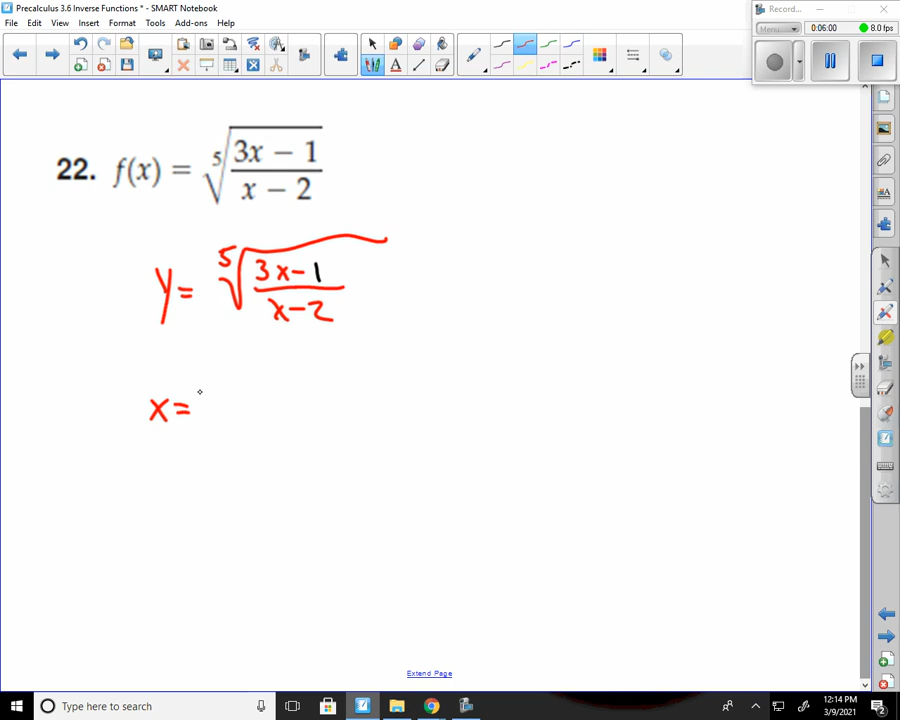 Precalculus 3.6 Inverse Functions * - SMART Notebook
Record...
File Edit View Insert Format Tools Add-ons Help
Menu 0:06:00 8.0 fps
22. f(x) = ⁵√((3x − 1)/(x − 2))
y = ⁵√((3x-1)/(x-2))
x =
Extend Page
Type here to search
12:14 PM
3/9/2021
2